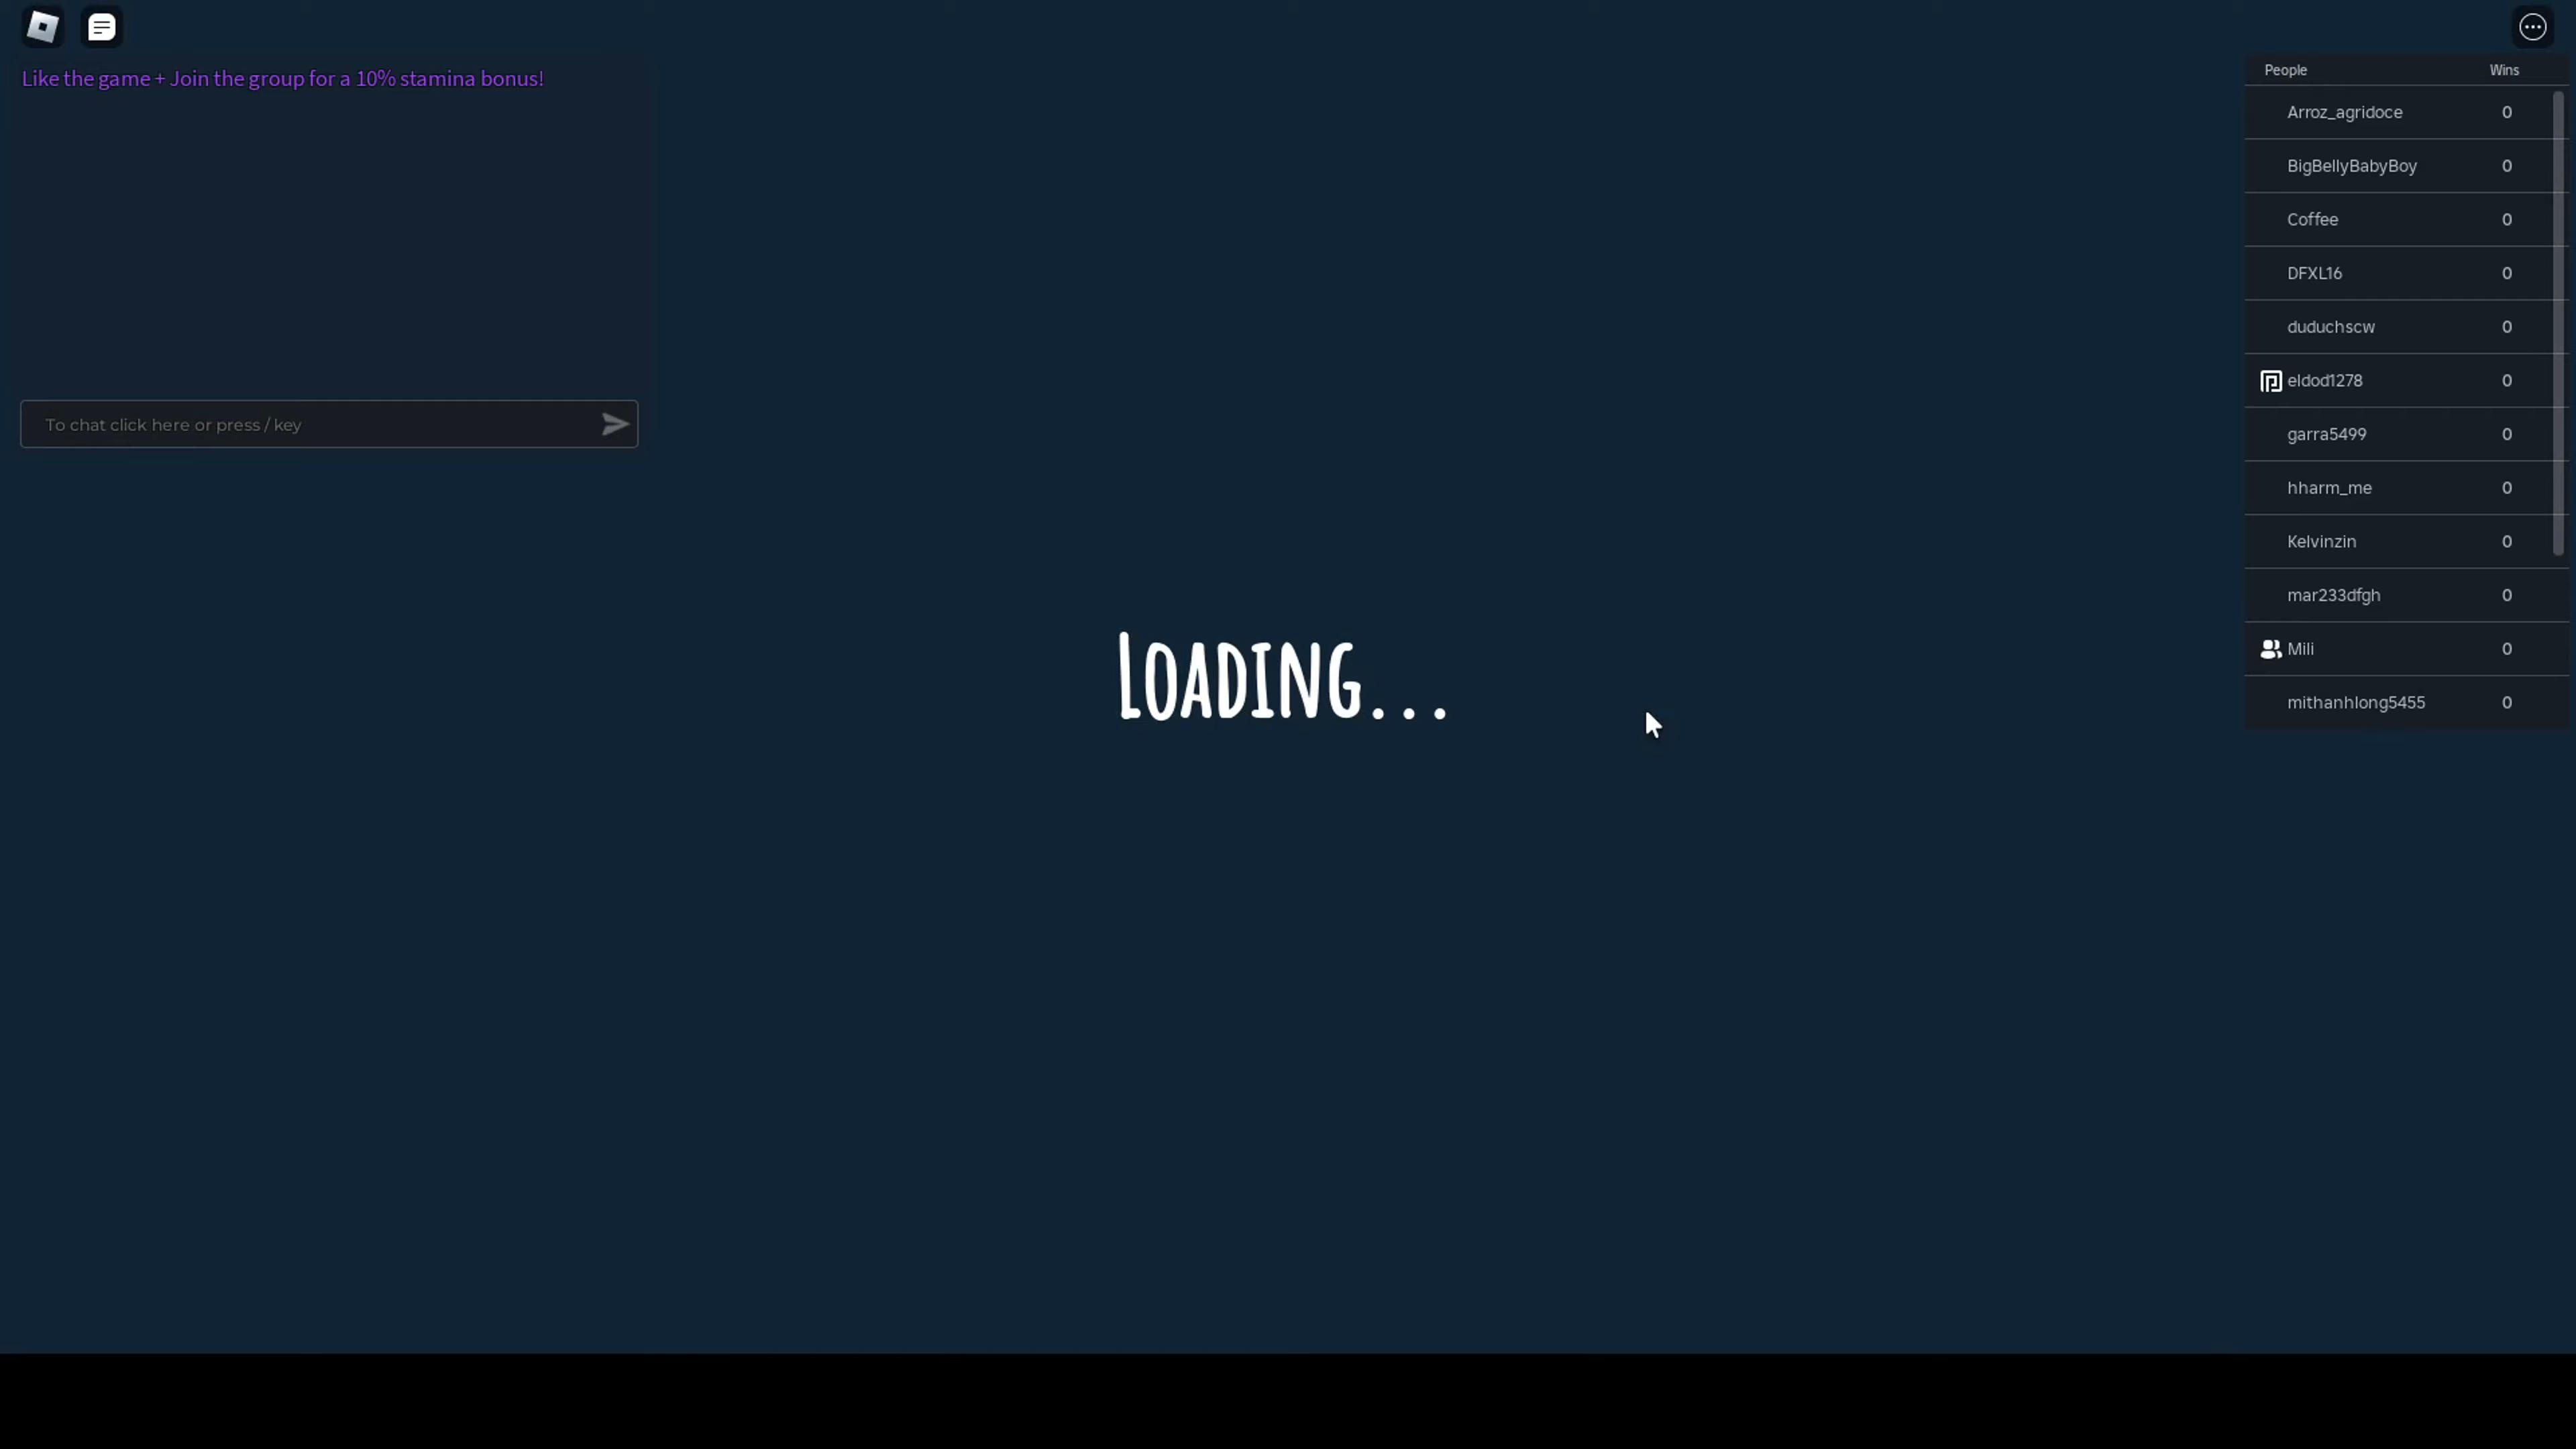 Like the game + Join the group for a 10% stamina bonus!
To chat click here or press / key
LOADING...
People Wins
Arroz_agridoce 0
BigBellyBabyBoy 0
Coffee 0
DFXL16 0
duduchscw 0
eldod1278 0
garra5499 0
hharm_me 0
Kelvinzin 0
mar233dfgh 0
Mili 0
mithanhlong5455 0